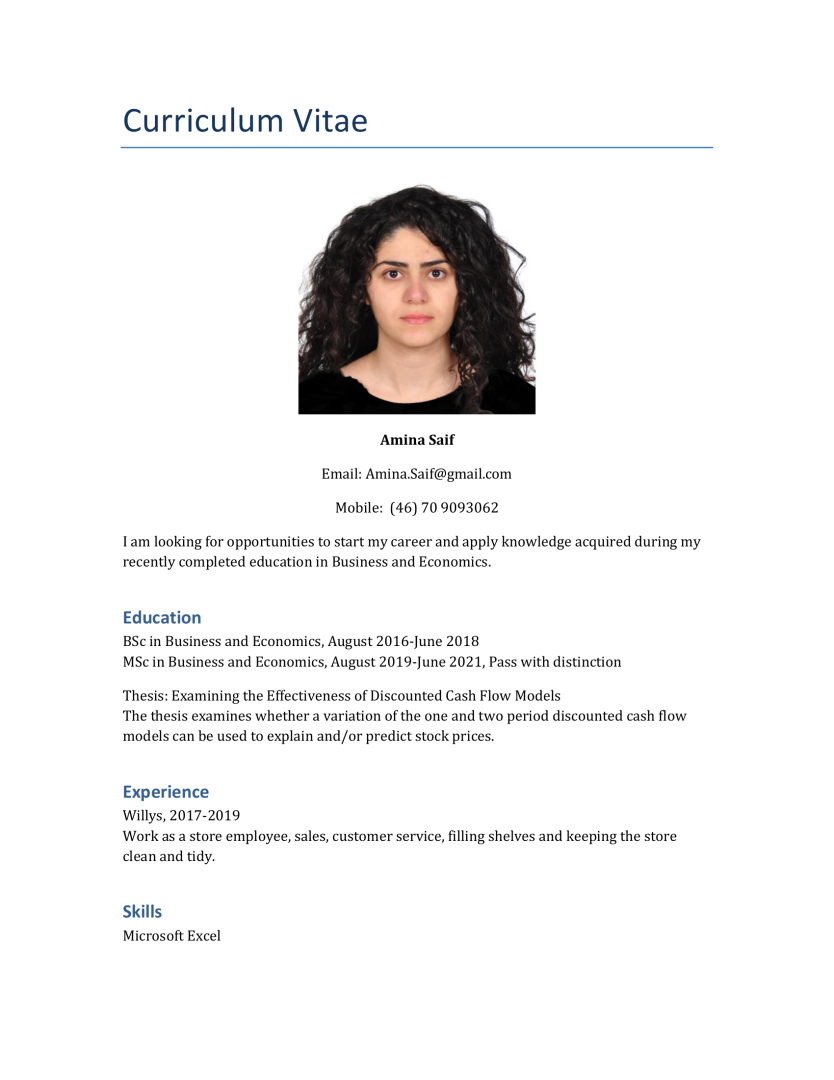 Curriculum Vitae
Amina Saif
Email: Amina.Saif@gmail.com
Mobile:  (46) 70 9093062
I am looking for opportunities to start my career and apply knowledge acquired during my
recently completed education in Business and Economics.
Education
BSc in Business and Economics, August 2016-June 2018
MSc in Business and Economics, August 2019-June 2021, Pass with distinction
Thesis: Examining the Effectiveness of Discounted Cash Flow Models
The thesis examines whether a variation of the one and two period discounted cash flow
models can be used to explain and/or predict stock prices.
Experience
Willys, 2017-2019
Work as a store employee, sales, customer service, filling shelves and keeping the store
clean and tidy.
Skills
Microsoft Excel